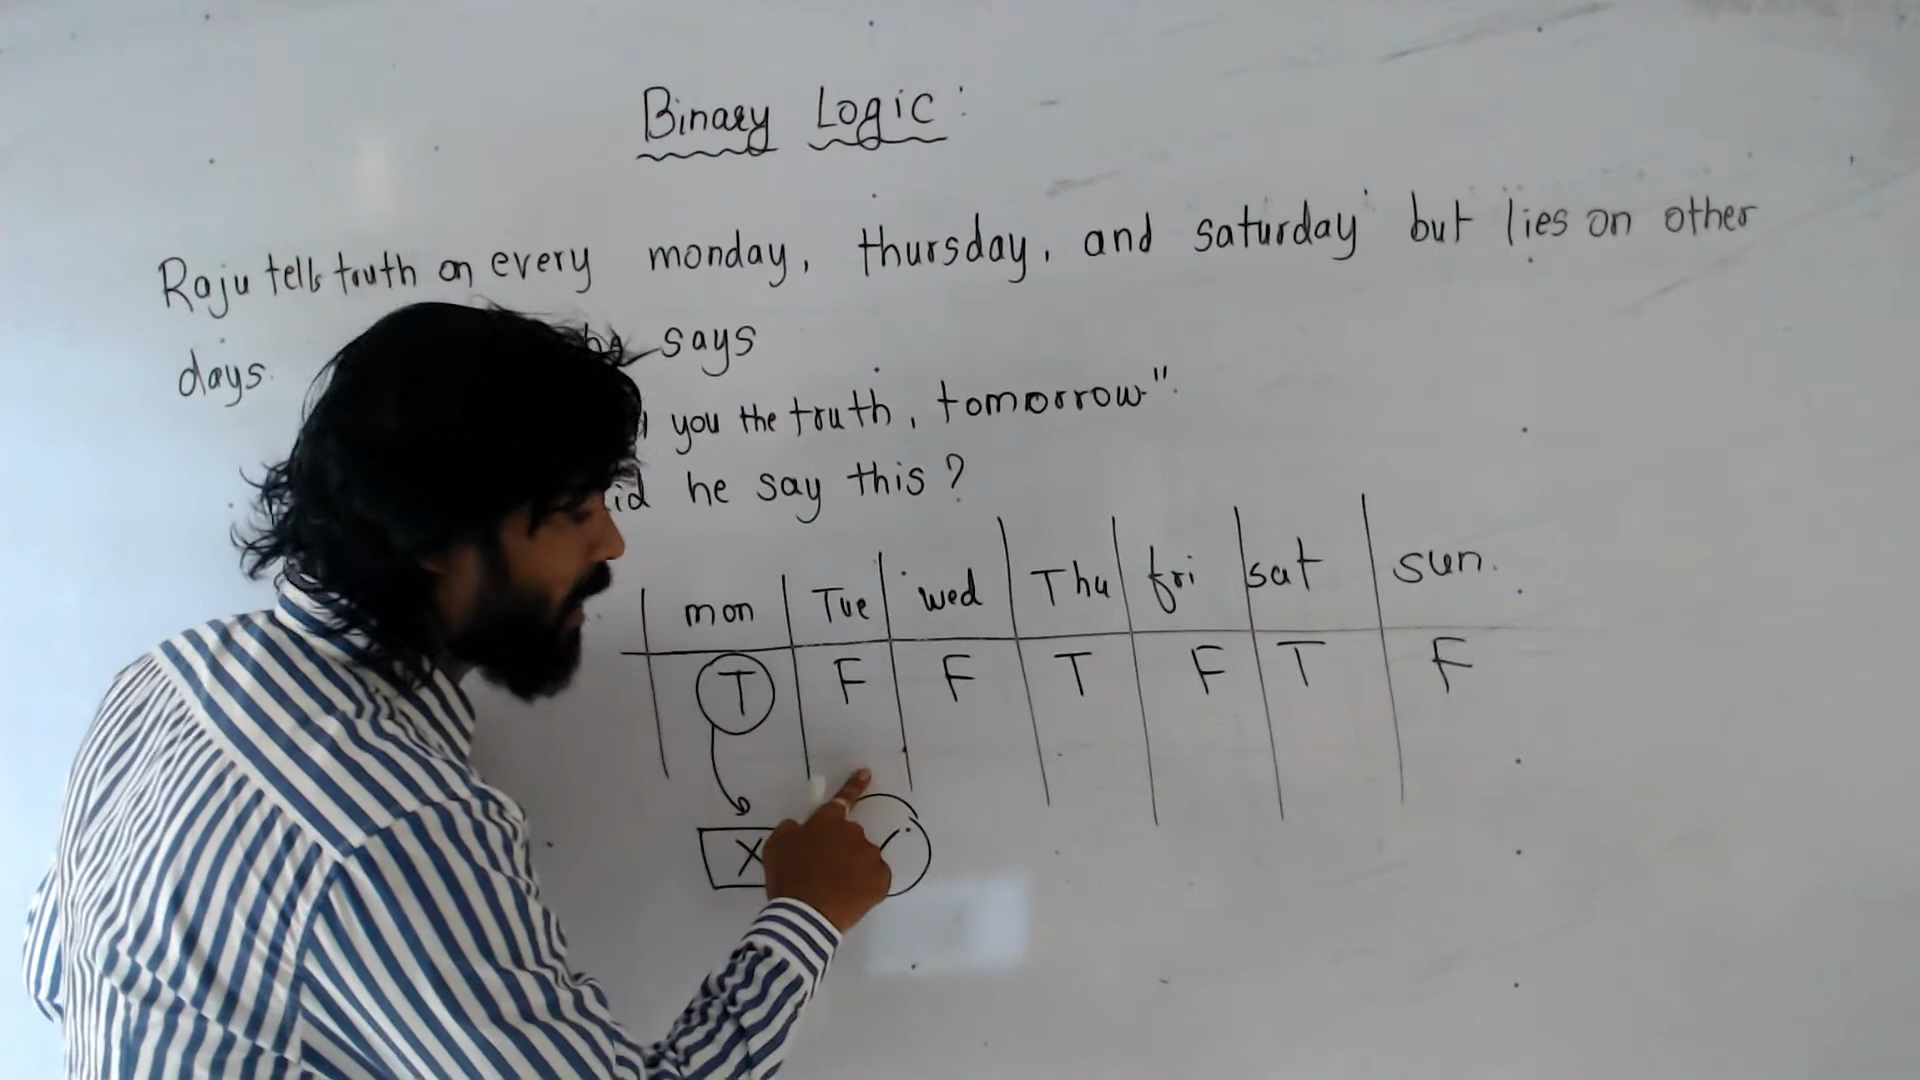 Binary Logic:
Raju tells truth on every monday, thursday, and saturday but lies on other
days. says
you the truth, tomorrow".
he say this?
mon Tue wed Thu fri sat sun.
T F F T F T F
X